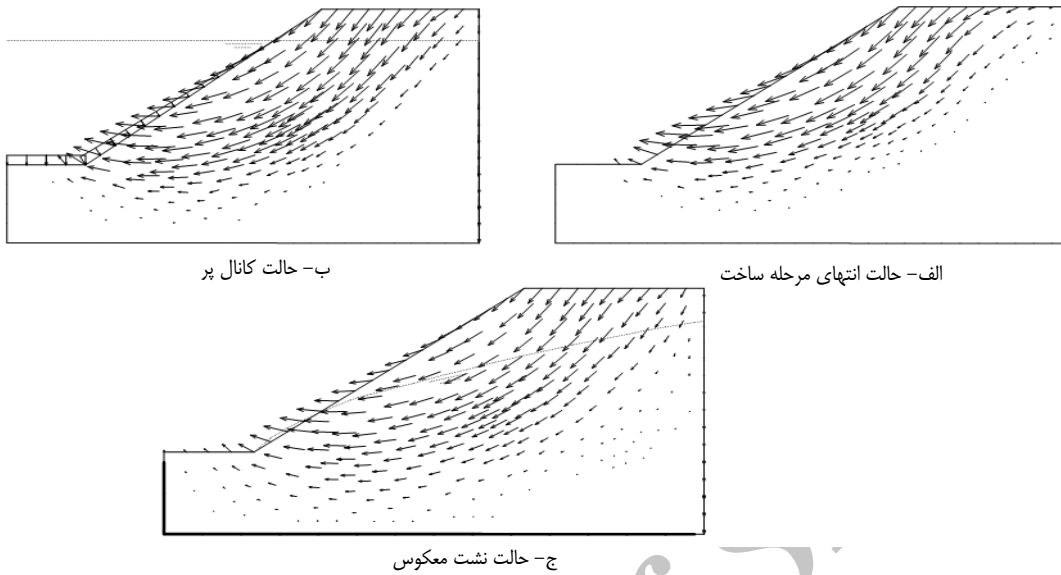 الف- حالت انتهای مرحله ساخت
ب- حالت کانال پر
ج- حالت نشت معکوس